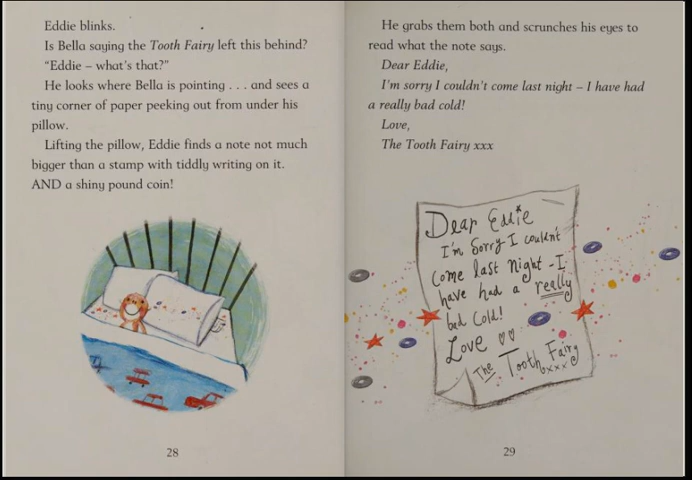 Eddie blinks.
Is Bella saying the Tooth Fairy left this behind?
“Eddie – what’s that?”
He looks where Bella is pointing . . . and sees a
tiny corner of paper peeking out from under his
pillow.
Lifting the pillow, Eddie finds a note not much
bigger than a stamp with tiddly writing on it.
AND a shiny pound coin!
28
He grabs them both and scrunches his eyes to
read what the note says.
Dear Eddie,
I’m sorry I couldn’t come last night – I have had
a really bad cold!
Love,
The Tooth Fairy xxx
Dear Eddie
I'm Sorry I couldn't
Come last night - I
have had a really
bad Cold!
Love ♡♡
The Tooth Fairy
xxx
29